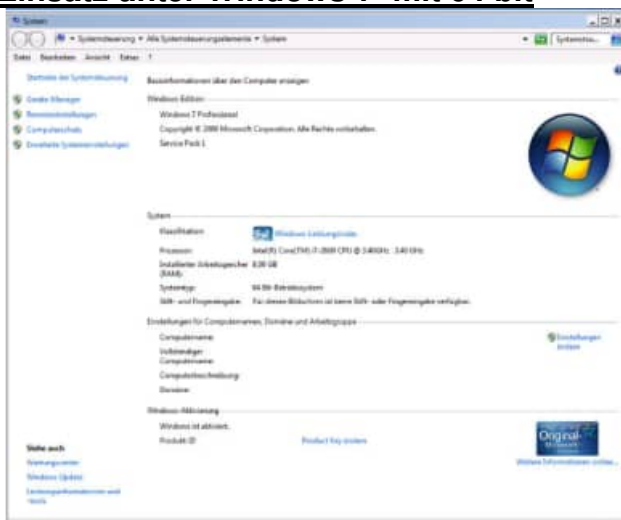 Einsatz unter Windows 7 mit 64 bit
System
Systemsteuerung Alle Systemsteuerungselemente System
Systemsteu...
Datei Bearbeiten Ansicht Extras ?
Startseite der Systemsteuerung
Geräte-Manager
Remoteeinstellungen
Computerschutz
Erweiterte Systemeinstellungen
Basisinformationen über den Computer anzeigen
Windows-Edition
Windows 7 Professional
Copyright © 2009 Microsoft Corporation. Alle Rechte vorbehalten.
Service Pack 1
System
Klassifikation:
Windows-Leistungsindex
Prozessor: Intel(R) Core(TM) i7-2600 CPU @ 3.40GHz 3.40 GHz
Installierter Arbeitsspeicher 8,00 GB
(RAM):
Systemtyp: 64 Bit-Betriebssystem
Stift- und Fingereingabe: Für diesen Bildschirm ist keine Stift- oder Fingereingabe verfügbar.
Einstellungen für Computernamen, Domäne und Arbeitsgruppe
Computername:
Einstellungen
ändern
Vollständiger
Computername:
Computerbeschreibung:
Domäne:
Windows-Aktivierung
Windows ist aktiviert.
Produkt-ID:
Product Key ändern
Original
Microsoft
Weitere Informationen online...
Siehe auch
Wartungscenter
Windows Update
Leistungsinformationen und
-tools